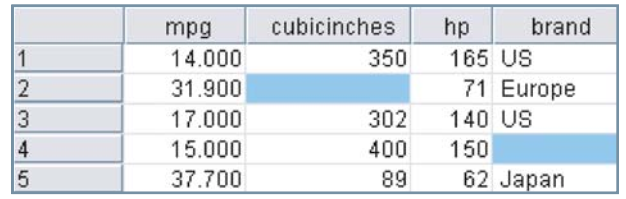 mpg cubicinches hp brand
1 14.000 350 165 US
2 31.900 71 Europe
3 17.000 302 140 US
4 15.000 400 150
5 37.700 89 62 Japan